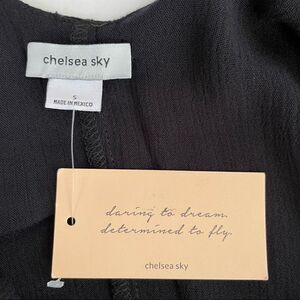 chelsea sky
S
MADE IN MEXICO
daring to dream.
determined to fly.
chelsea sky